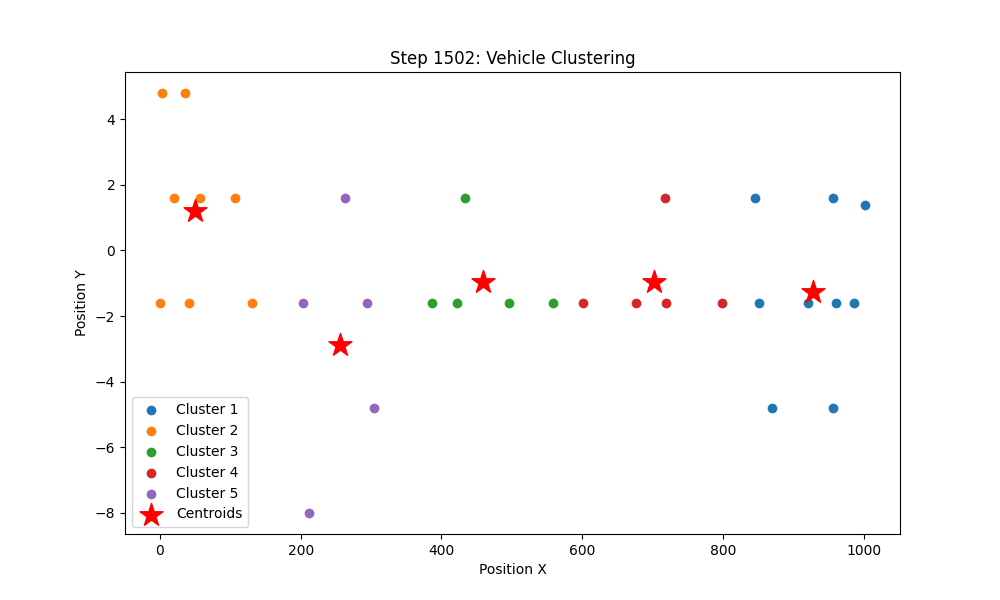 Step 1502: Vehicle Clustering
Position Y
4
2
0
−2
−4
−6
−8
Cluster 1
Cluster 2
Cluster 3
Cluster 4
Cluster 5
Centroids
0 200 400 600 800 1000
Position X